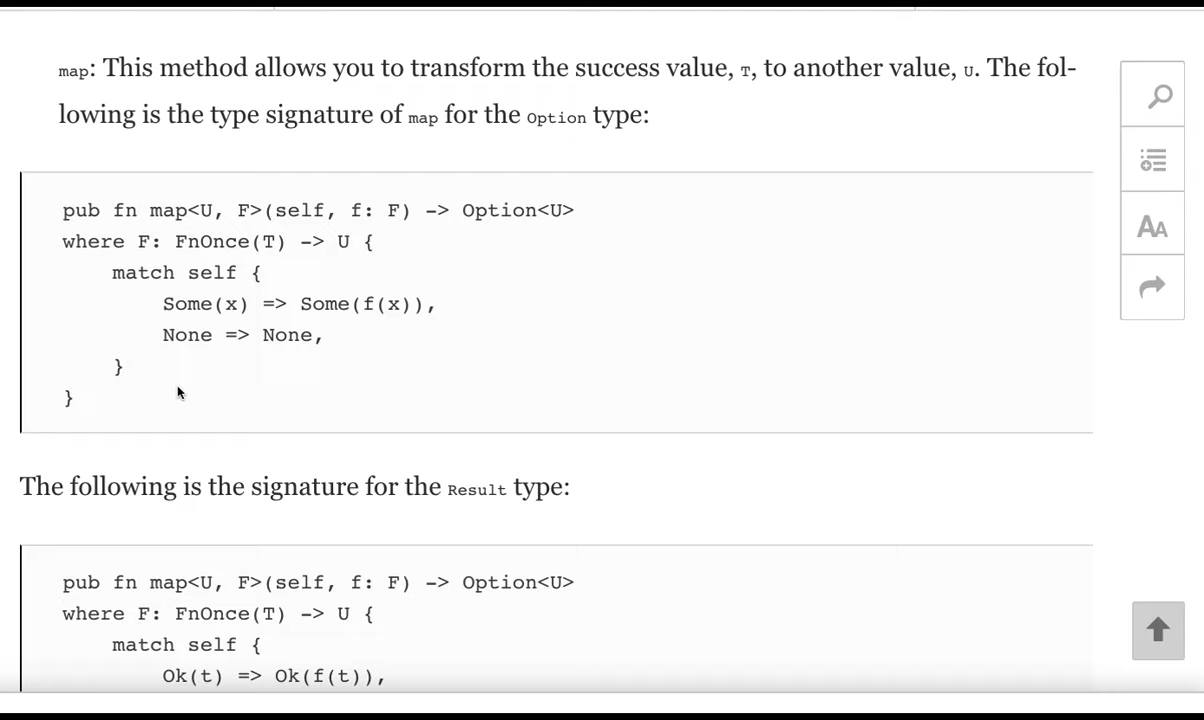 map: This method allows you to transform the success value, T, to another value, U. The fol-
lowing is the type signature of map for the Option type:
pub fn map<U, F>(self, f: F) -> Option<U>
where F: FnOnce(T) -> U {
    match self {
        Some(x) => Some(f(x)),
        None => None,
    }
}
The following is the signature for the Result type:
pub fn map<U, F>(self, f: F) -> Option<U>
where F: FnOnce(T) -> U {
    match self {
        Ok(t) => Ok(f(t)),
AA